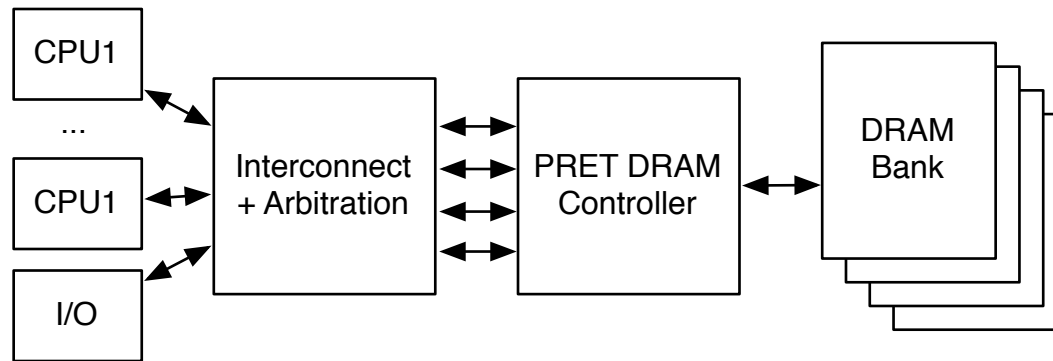 CPU1
...
CPU1
I/O
Interconnect
+ Arbitration
PRET DRAM
Controller
DRAM
Bank